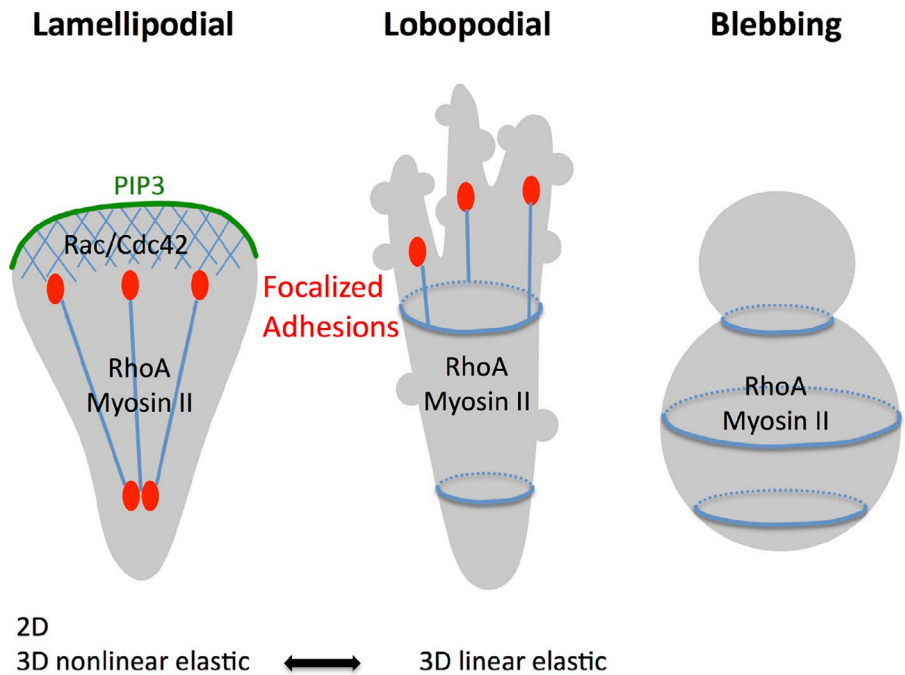 Lamellipodial
Lobopodial
Blebbing
PIP3
Rac/Cdc42
Focalized
Adhesions
RhoA
Myosin II
RhoA
Myosin II
RhoA
Myosin II
2D
3D nonlinear elastic
3D linear elastic